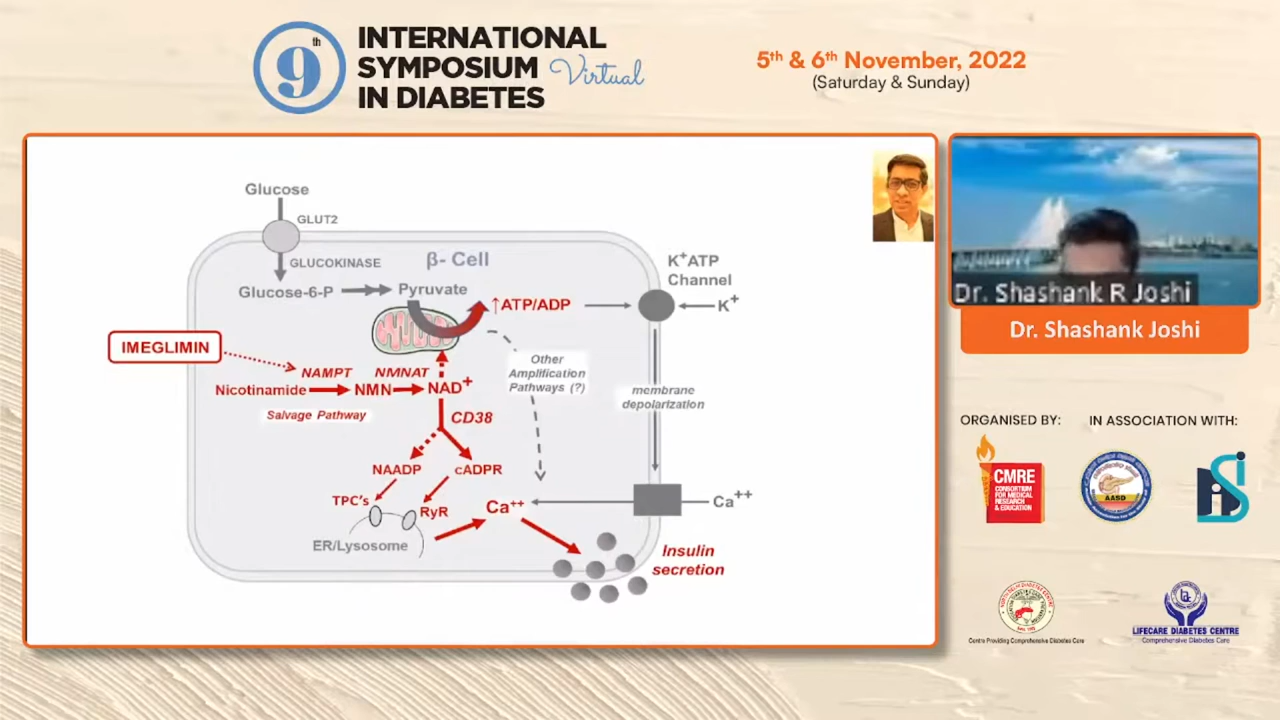 9th
INTERNATIONAL
SYMPOSIUM Virtual
IN DIABETES
5th & 6th November, 2022
(Saturday & Sunday)
Glucose
GLUT2
GLUCOKINASE
β- Cell
K+ATP
Channel
Glucose-6-P
Pyruvate
↑ATP/ADP
K+
IMEGLIMIN
NAMPT
NMNAT
Nicotinamide
NMN
NAD+
Salvage Pathway
Other
Amplification
Pathways (?)
membrane
depolarization
CD38
NAADP
cADPR
TPC's
RyR
Ca++
Ca++
ER/Lysosome
Insulin
secretion
Dr. Shashank R Joshi
Dr. Shashank Joshi
ORGANISED BY:
IN ASSOCIATION WITH:
CMRE
CONSORTIUM
FOR MEDICAL
RESEARCH
& EDUCATION
AASD
Centre Providing Comprehensive Diabetes Care
LIFECARE DIABETES CENTRE
Comprehensive Diabetes Care